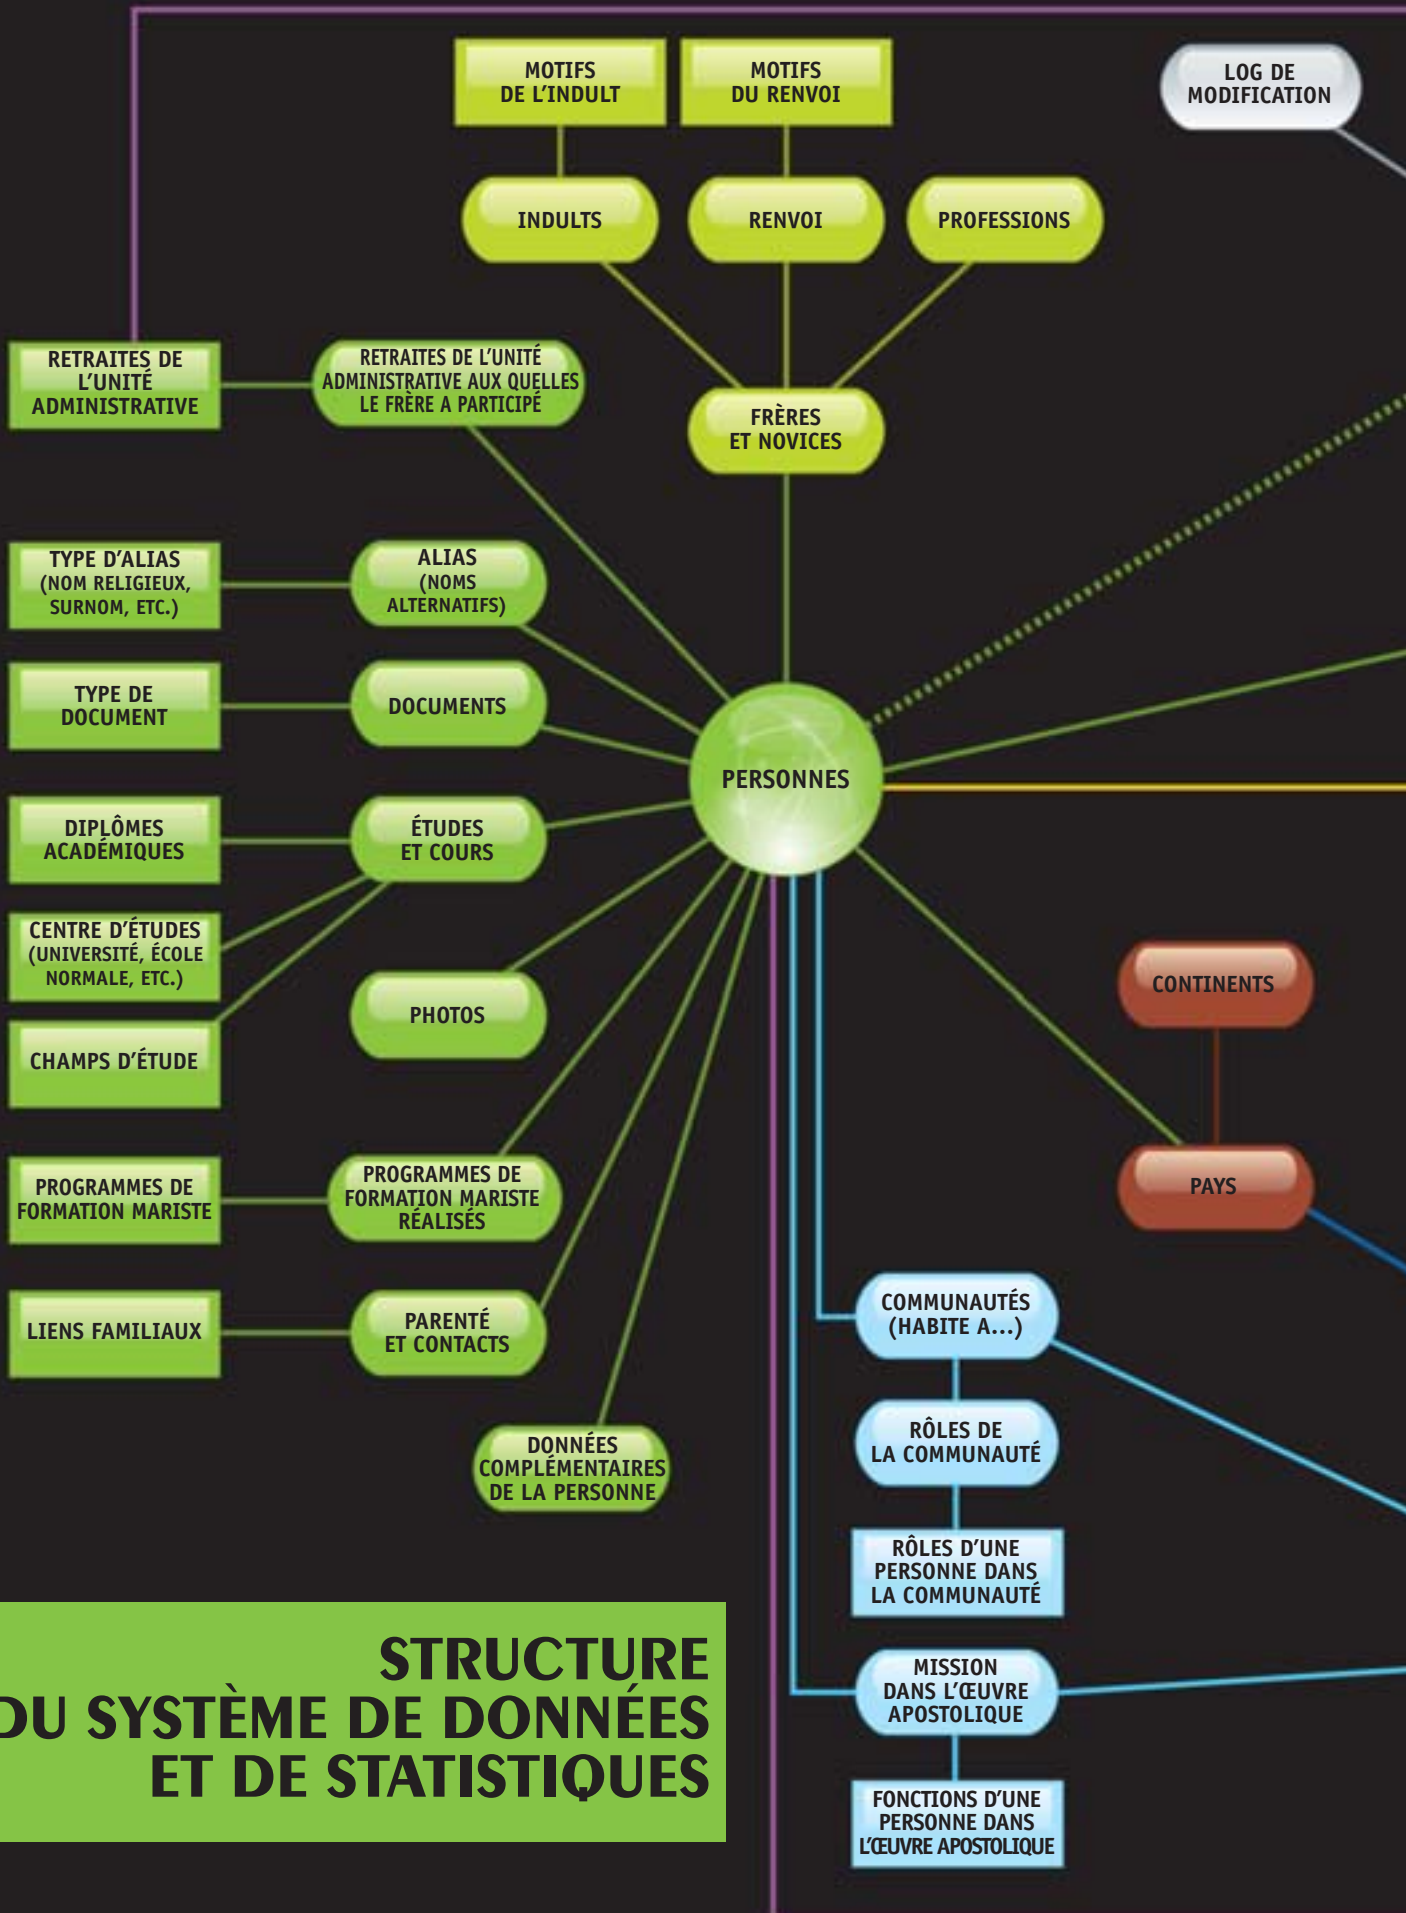 MOTIFS
DE L'INDULT
MOTIFS
DU RENVOI
LOG DE
MODIFICATION
INDULTS
RENVOI
PROFESSIONS
RETRAITES DE
L'UNITÉ
ADMINISTRATIVE
RETRAITES DE L'UNITÉ
ADMINISTRATIVE AUX QUELLES
LE FRÈRE A PARTICIPÉ
FRÈRES
ET NOVICES
TYPE D'ALIAS
(NOM RELIGIEUX,
SURNOM, ETC.)
ALIAS
(NOMS
ALTERNATIFS)
TYPE DE
DOCUMENT
DOCUMENTS
PERSONNES
DIPLÔMES
ACADÉMIQUES
ÉTUDES
ET COURS
CENTRE D'ÉTUDES
(UNIVERSITÉ, ÉCOLE
NORMALE, ETC.)
PHOTOS
CONTINENTS
CHAMPS D'ÉTUDE
PROGRAMMES DE
FORMATION MARISTE
PROGRAMMES DE
FORMATION MARISTE
RÉALISÉS
PAYS
LIENS FAMILIAUX
PARENTÉ
ET CONTACTS
COMMUNAUTÉS
(HABITE A...)
DONNÉES
COMPLÉMENTAIRES
DE LA PERSONNE
RÔLES DE
LA COMMUNAUTÉ
RÔLES D'UNE
PERSONNE DANS
LA COMMUNAUTÉ
STRUCTURE
DU SYSTÈME DE DONNÉES
ET DE STATISTIQUES
MISSION
DANS L'ŒUVRE
APOSTOLIQUE
FONCTIONS D'UNE
PERSONNE DANS
L'ŒUVRE APOSTOLIQUE